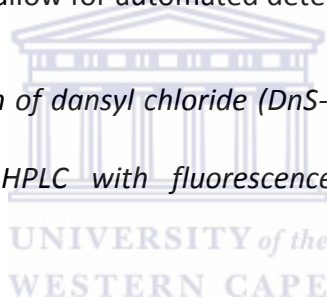 allow for automated dete
n of dansyl chloride (DnS-
HPLC with fluorescence
UNIVERSITY of the
WESTERN CAPE